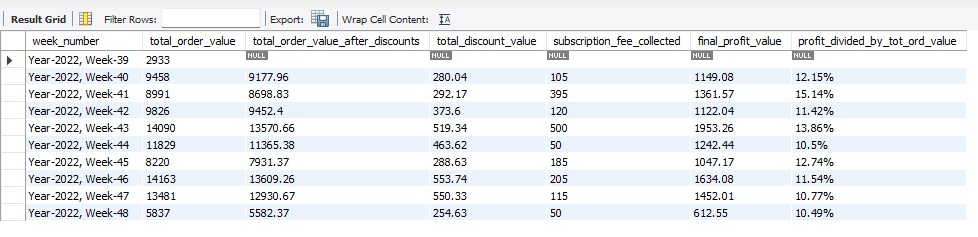 Result Grid Filter Rows: Export: Wrap Cell Content:
week_number total_order_value total_order_value_after_discounts total_discount_value subscription_fee_collected final_profit_value profit_divided_by_tot_ord_value
Year-2022, Week-39 2933 NULL NULL NULL NULL NULL
Year-2022, Week-40 9458 9177.96 280.04 105 1149.08 12.15%
Year-2022, Week-41 8991 8698.83 292.17 395 1361.57 15.14%
Year-2022, Week-42 9826 9452.4 373.6 120 1122.04 11.42%
Year-2022, Week-43 14090 13570.66 519.34 500 1953.26 13.86%
Year-2022, Week-44 11829 11365.38 463.62 50 1242.44 10.5%
Year-2022, Week-45 8220 7931.37 288.63 185 1047.17 12.74%
Year-2022, Week-46 14163 13609.26 553.74 205 1634.08 11.54%
Year-2022, Week-47 13481 12930.67 550.33 115 1452.01 10.77%
Year-2022, Week-48 5837 5582.37 254.63 50 612.55 10.49%